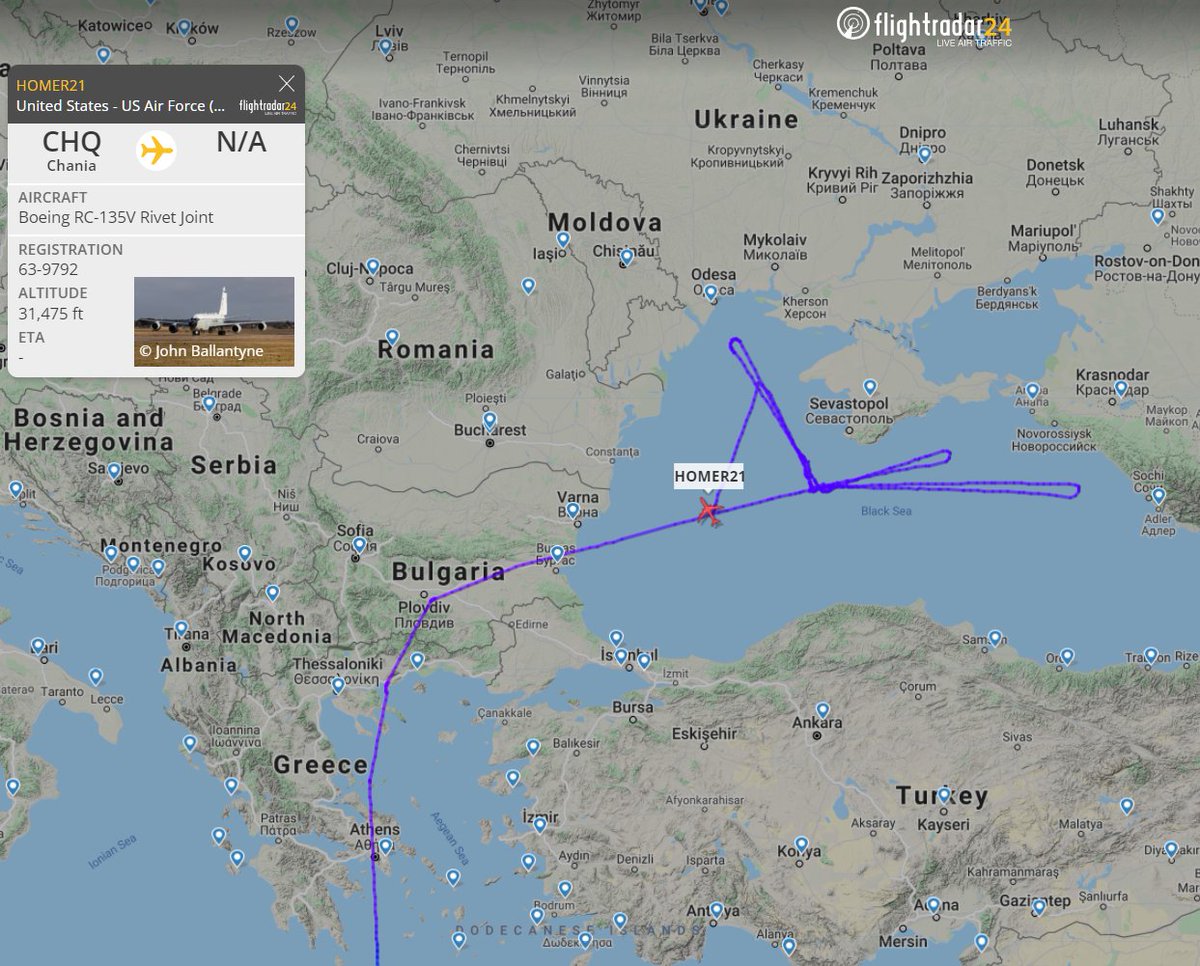 flightradar24
LIVE AIR TRAFFIC
HOMER21
United States - US Air Force (...
flightradar24
CHQ
Chania
N/A
AIRCRAFT
Boeing RC-135V Rivet Joint
REGISTRATION
63-9792
ALTITUDE
31,475 ft
ETA
-
© John Ballantyne
Katowice
Kraków
Rzeszow
Lviv
Львів
Zhytomyr
Житомир
Bila Tserkva
Біла Церква
Poltava
Полтава
Ternopil
Тернопіль
Vinnytsia
Вінниця
Cherkasy
Черкаси
Ivano-Frankivsk
Івано-Франківськ
Khmelnytskyi
Хмельницький
Kremenchuk
Кременчук
Ukraine
Luhansk
Луганськ
Chernivtsi
Чернівці
Kropyvnytskyi
Кропивницький
Dnipro
Дніпро
Kryvyi Rih
Кривий Ріг
Zaporizhzhia
Запоріжжя
Donetsk
Донецьк
Shakhty
Шахты
Moldova
Iași
Chișinău
Mykolaiv
Миколаїв
Melitopol'
Мелітополь
Mariupol'
Маріуполь
Rostov-on-Don
Ростов-на-Дону
Cluj-Napoca
Târgu Mureș
Odesa
Одеса
Kherson
Херсон
Berdyans'k
Бердянськ
Romania
Galați
Sevastopol
Севастополь
Krasnodar
Краснодар
Анапа
Maykop
Майкоп
Novorossiysk
Новороссийск
Нови Сад
Belgrade
Београд
Ploiești
Bucharest
Craiova
Constanța
Bosnia and
Herzegovina
Sarajevo
Serbia
Split
Niš
Ниш
HOMER21
Black Sea
Sochi
Сочи
Adler
Адлер
Varna
Варна
Sofia
София
Montenegro
Podgorica
Подгорица
Kosovo
Bulgaria
Burgas
Бургас
Plovdiv
Пловдив
Edirne
North
Macedonia
Tirana
Albania
Bari
Taranto
Lecce
Thessaloniki
Θεσσαλονίκη
İstanbul
İzmit
Samsun
Trabzon
Rize
Bursa
Çanakkale
Balıkesir
Eskişehir
Ankara
Çorum
Sivas
Ioannina
Ιωάννινα
Greece
Aegean Sea
Ionian Sea
Patras
Πάτρα
Athens
Αθήνα
İzmir
Afyonkarahisar
Turkey
Kayseri
Aksaray
Malatya
Aydın
Denizli
Isparta
Konya
Kahramanmaraş
Bodrum
Antalya
Alanya
Adana
Mersin
Gaziantep
Şanlıurfa
DODECANESE ISLANDS